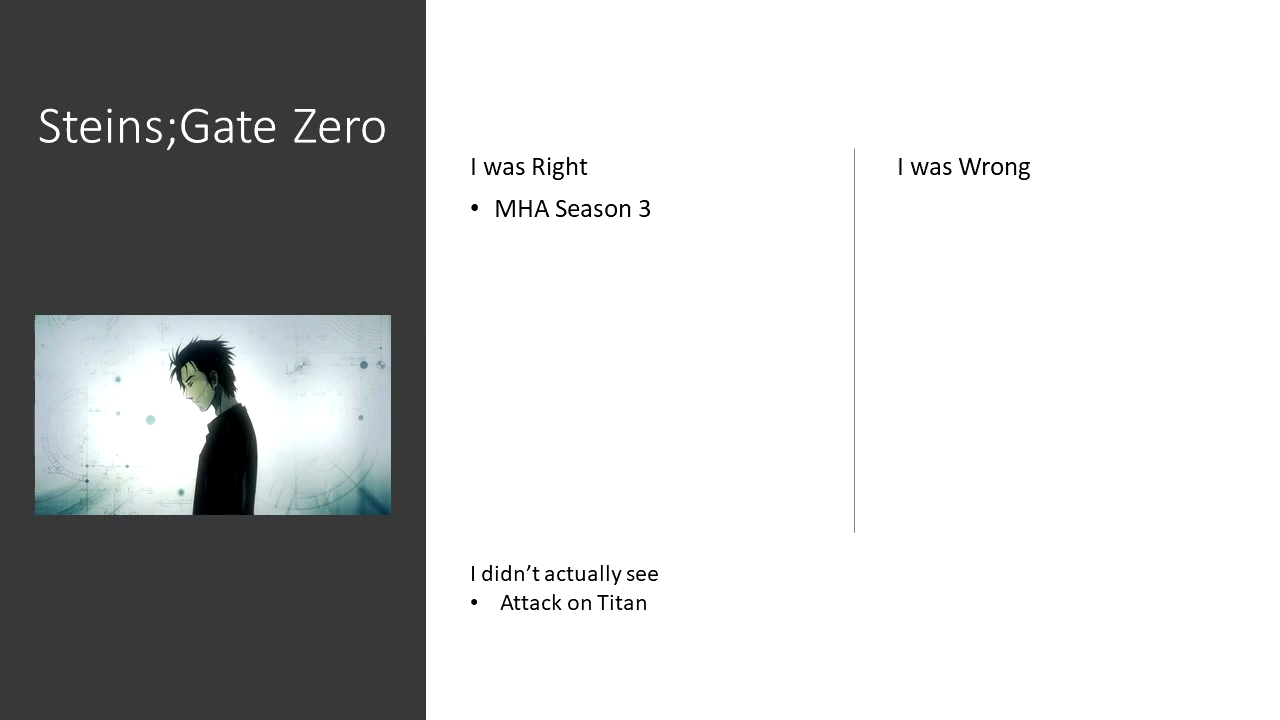 Steins;Gate Zero
I was Right
• MHA Season 3
I was Wrong
I didn’t actually see
• Attack on Titan